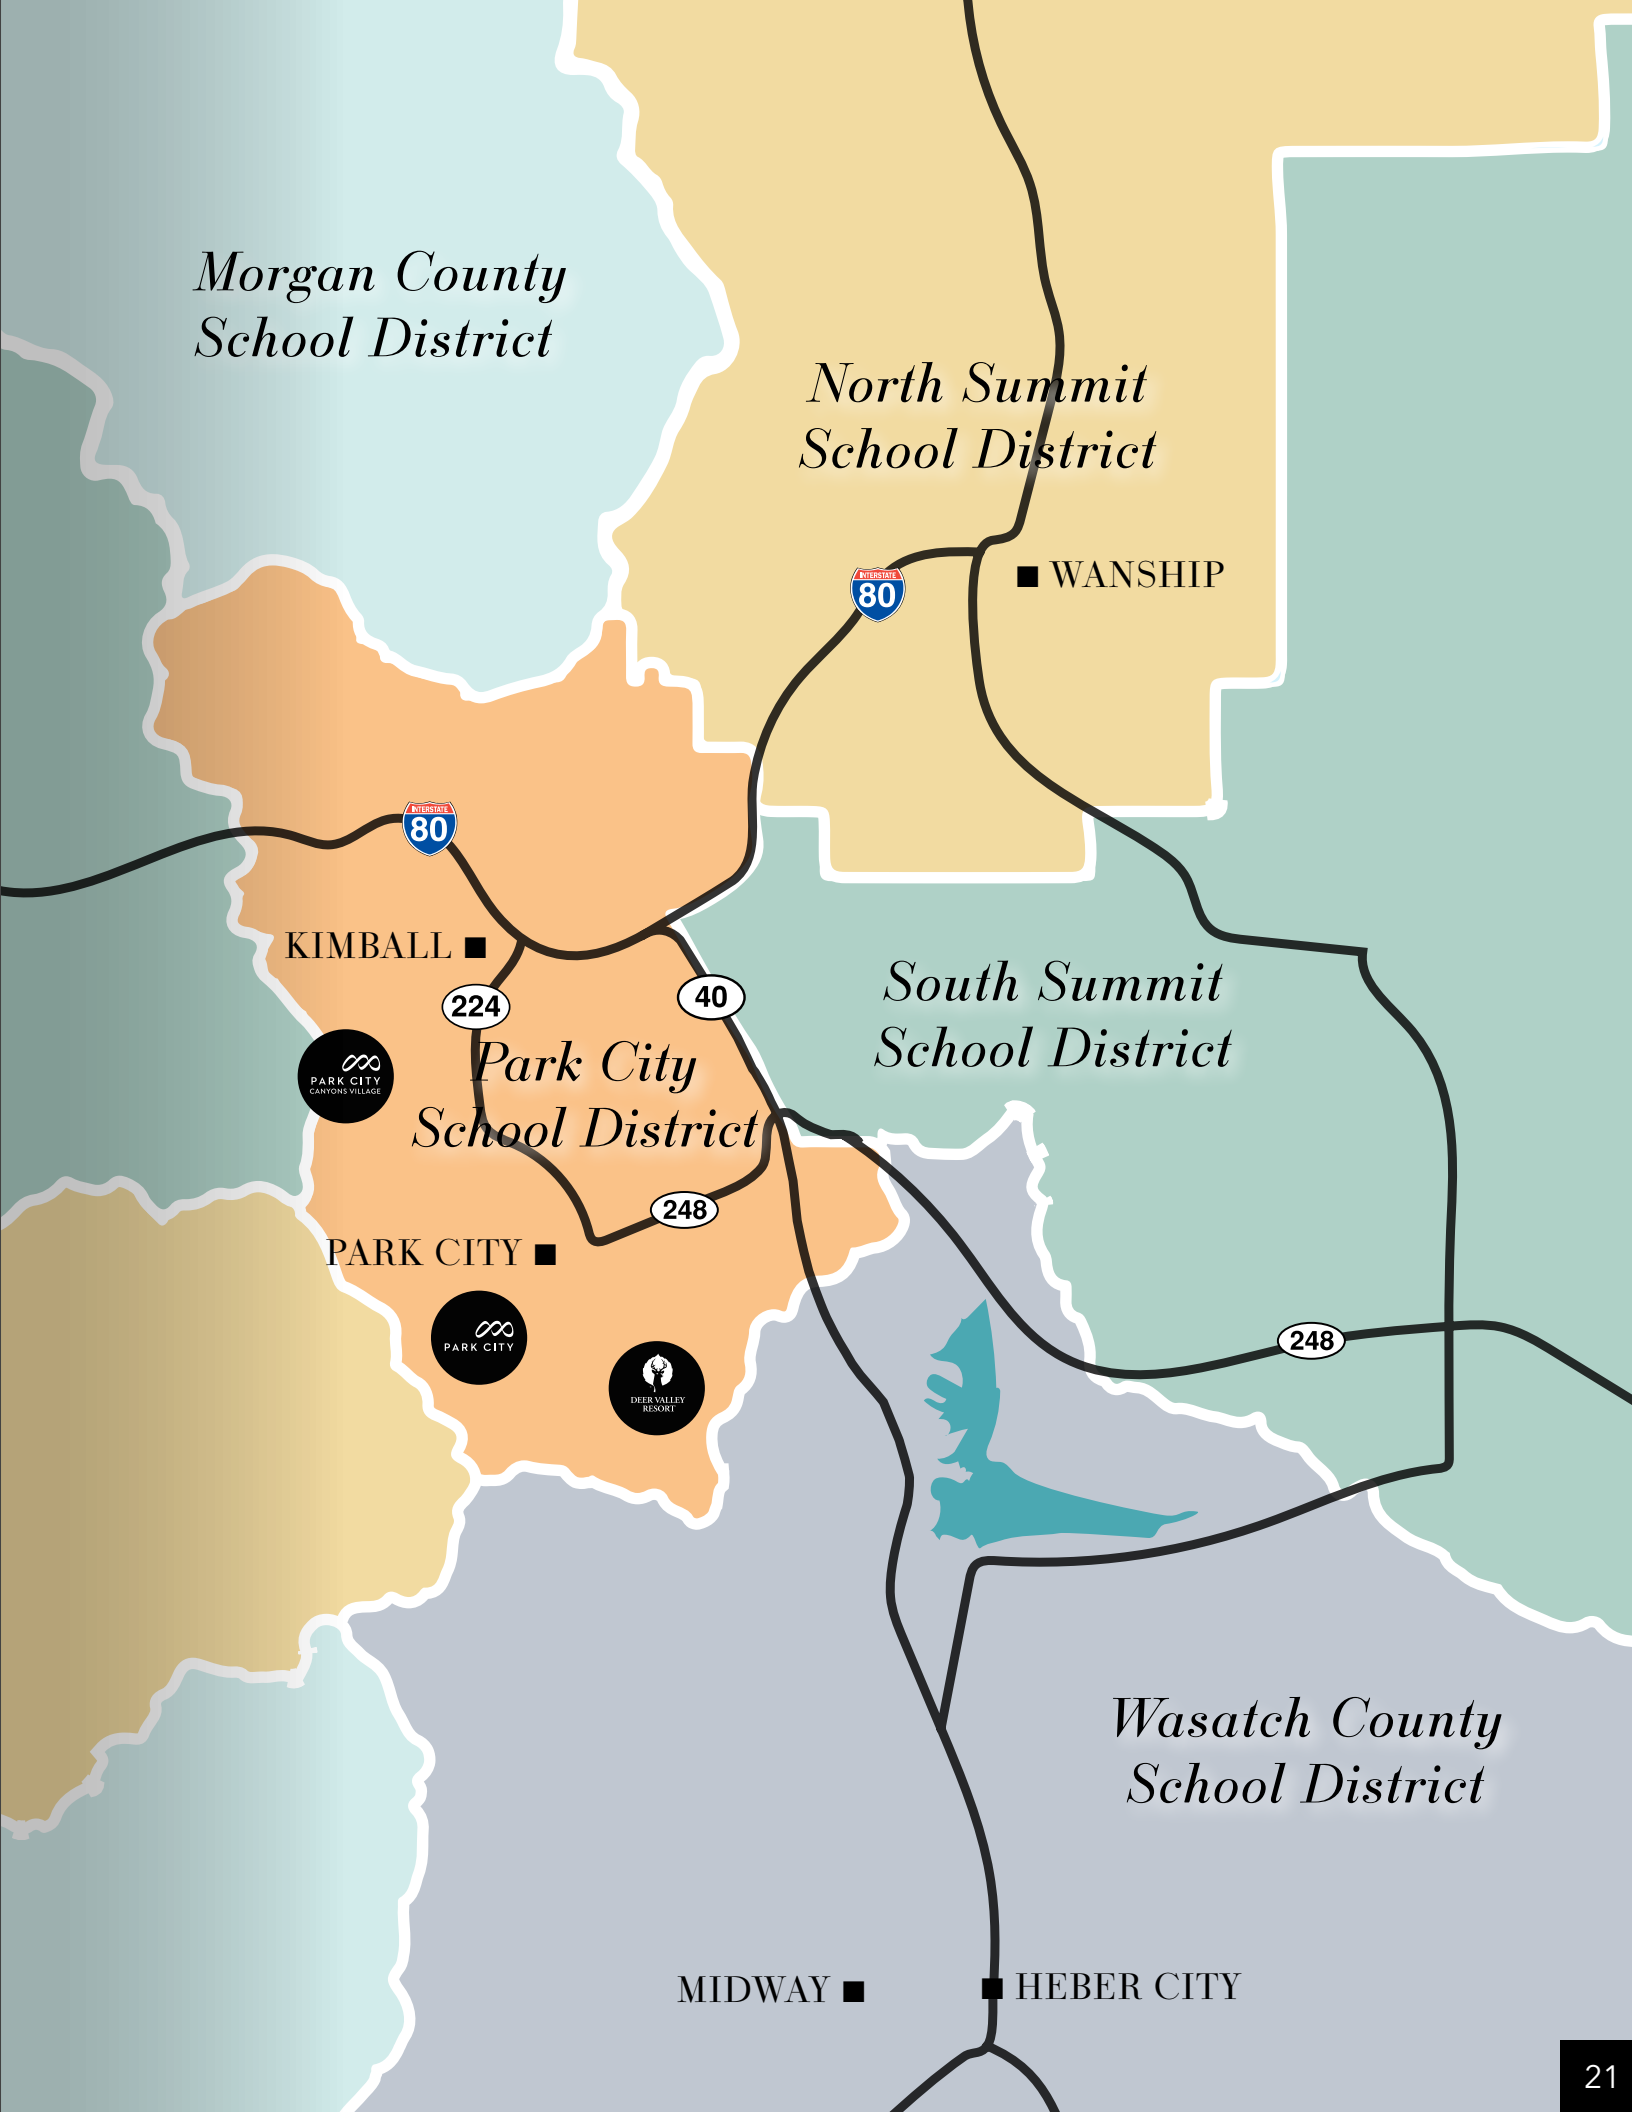 Morgan County
School District
North Summit
School District
INTERSTATE
80
WANSHIP
INTERSTATE
80
KIMBALL
224
40
South Summit
School District
PARK CITY
CANYONS VILLAGE
Park City
School District
248
PARK CITY
PARK CITY
DEER VALLEY
RESORT
248
Wasatch County
School District
MIDWAY
HEBER CITY
21